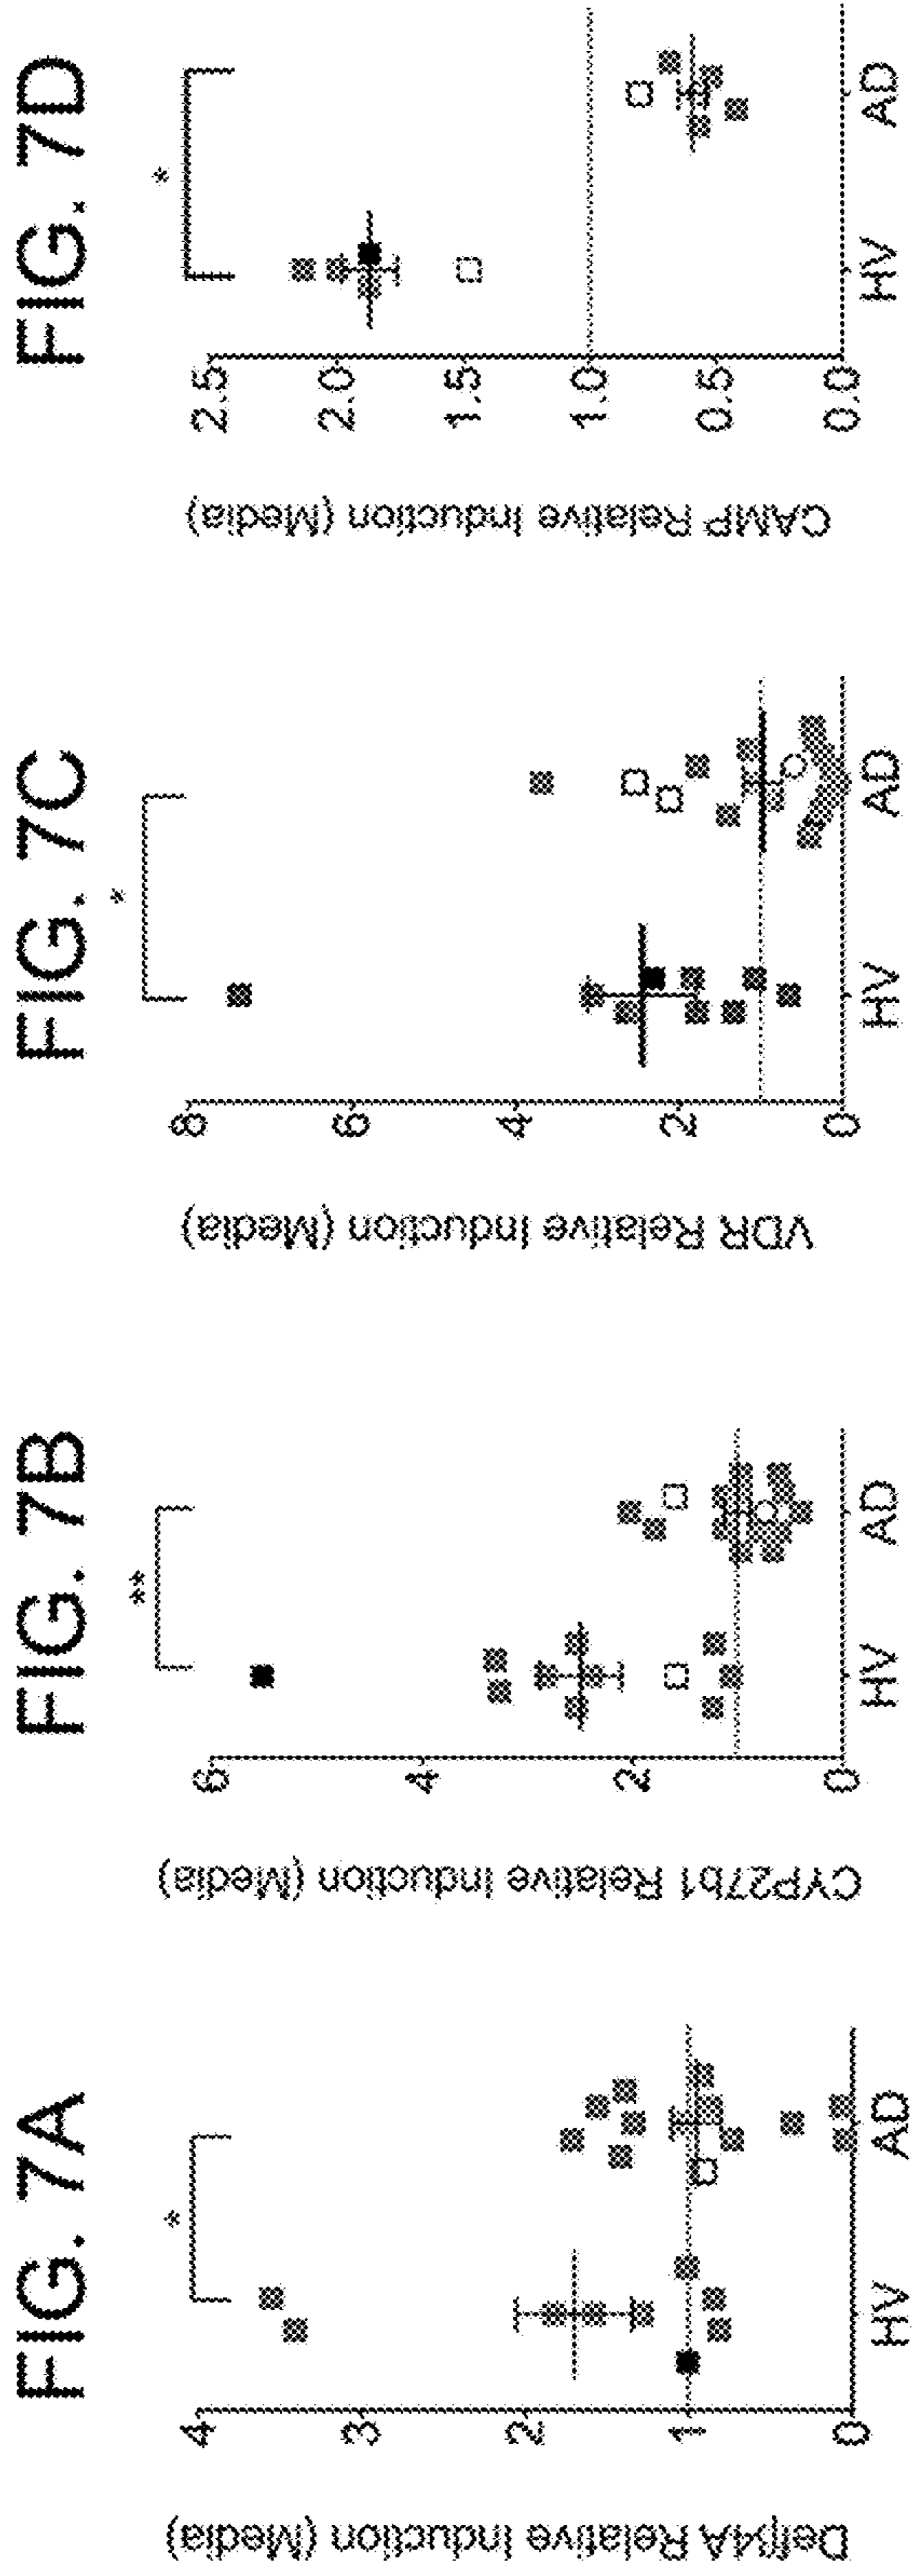 FIG. 7A
*
Defβ4A Relative Induction (Media)
4
3
2
1
0
HV
AD
FIG. 7B
**
CYP27b1 Relative Induction (Media)
6
4
2
0
HV
AD
FIG. 7C
*
VDR Relative Induction (Media)
8
6
4
2
0
HV
AD
FIG. 7D
*
CAMP Relative Induction (Media)
2.5
2.0
1.5
1.0
0.5
0.0
HV
AD